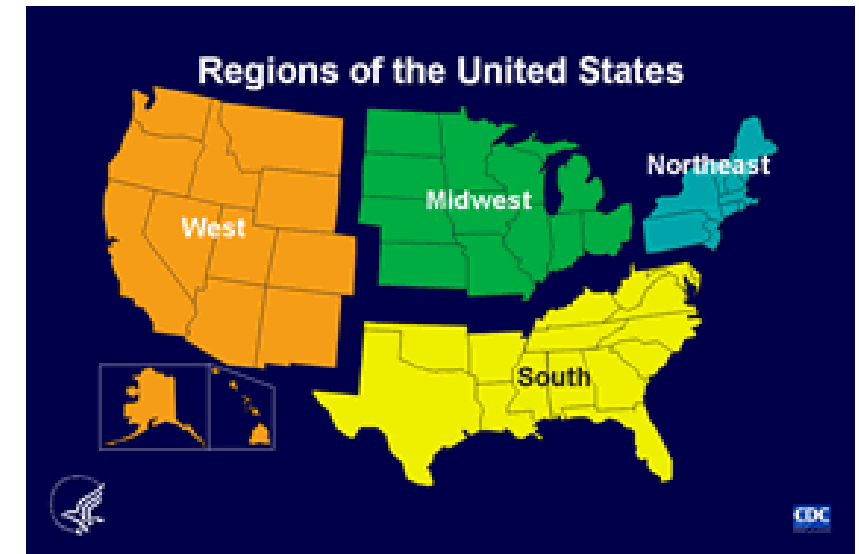 Regions of the United States
Northeast
Midwest
West
South
CDC